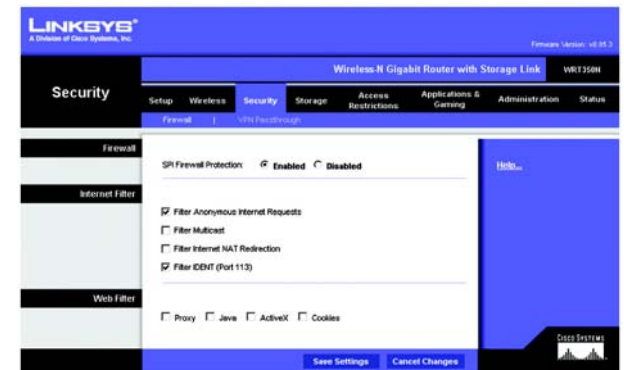 LINKSYS®
A Division of Cisco Systems, Inc.
Firmware Version: v0.85.3
Wireless-N Gigabit Router with Storage Link WRT350N
Security
Setup Wireless Security Storage Access Restrictions Applications & Gaming Administration Status
Firewall | VPN Passthrough
Firewall
SPI Firewall Protection: Enabled Disabled
Help...
Internet Filter
Filter Anonymous Internet Requests
Filter Multicast
Filter Internet NAT Redirection
Filter IDENT (Port 113)
Web Filter
Proxy Java ActiveX Cookies
CISCO SYSTEMS
Save Settings Cancel Changes